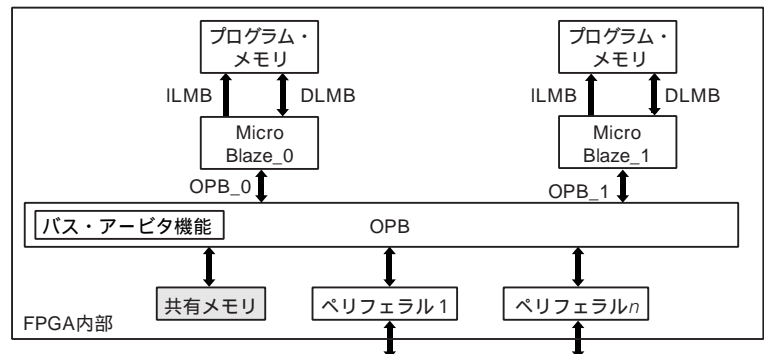 プログラム・
メモリ
プログラム・
メモリ
ILMB
DLMB
ILMB
DLMB
Micro
Blaze_0
Micro
Blaze_1
OPB_0
OPB_1
バス・アービタ機能
OPB
共有メモリ
ペリフェラル1
ペリフェラルn
FPGA内部